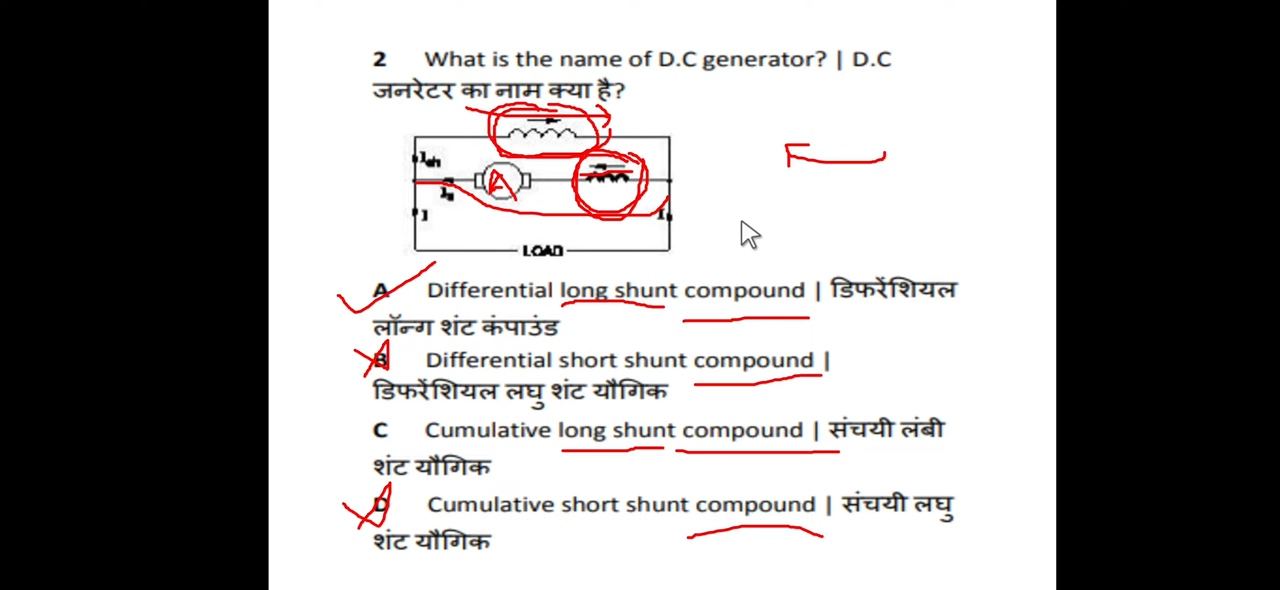 2 What is the name of D.C generator? | D.C
जनरेटर का नाम क्या है?
I sh
A
I a
I
I
LOAD
A Differential long shunt compound | डिफरेंशियल
लॉन्ग शंट कंपाउंड
B Differential short shunt compound |
डिफरेंशियल लघु शंट यौगिक
C Cumulative long shunt compound | संचयी लंबी
शंट यौगिक
D Cumulative short shunt compound | संचयी लघु
शंट यौगिक